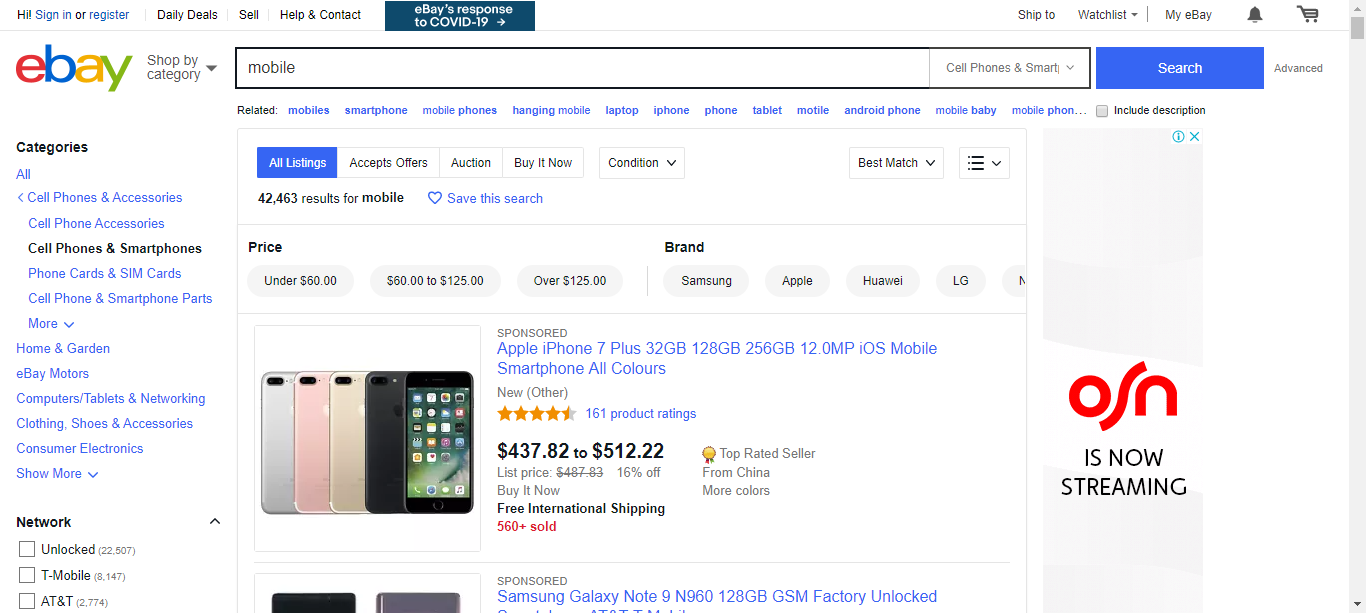 Hi! Sign in or register
Daily Deals
Sell
Help & Contact
eBay's response
to COVID-19 →
Ship to
Watchlist
My eBay
ebay
Shop by
category
mobile
Cell Phones & Smart
Search
Advanced
Related: mobiles smartphone mobile phones hanging mobile laptop iphone phone tablet motile android phone mobile baby mobile phon...
Include description
Categories
All
Cell Phones & Accessories
Cell Phone Accessories
Cell Phones & Smartphones
Phone Cards & SIM Cards
Cell Phone & Smartphone Parts
More
Home & Garden
eBay Motors
Computers/Tablets & Networking
Clothing, Shoes & Accessories
Consumer Electronics
Show More
Network
Unlocked (22,507)
T-Mobile (8,147)
AT&T (2,774)
All Listings
Accepts Offers
Auction
Buy It Now
Condition
Best Match
42,463 results for mobile
Save this search
Price
Under $60.00
$60.00 to $125.00
Over $125.00
Brand
Samsung
Apple
Huawei
LG
SPONSORED
Apple iPhone 7 Plus 32GB 128GB 256GB 12.0MP iOS Mobile
Smartphone All Colours
New (Other)
161 product ratings
$437.82 to $512.22
List price: $487.83 16% off
Buy It Now
Free International Shipping
560+ sold
Top Rated Seller
From China
More colors
SPONSORED
Samsung Galaxy Note 9 N960 128GB GSM Factory Unlocked
osn
IS NOW
STREAMING